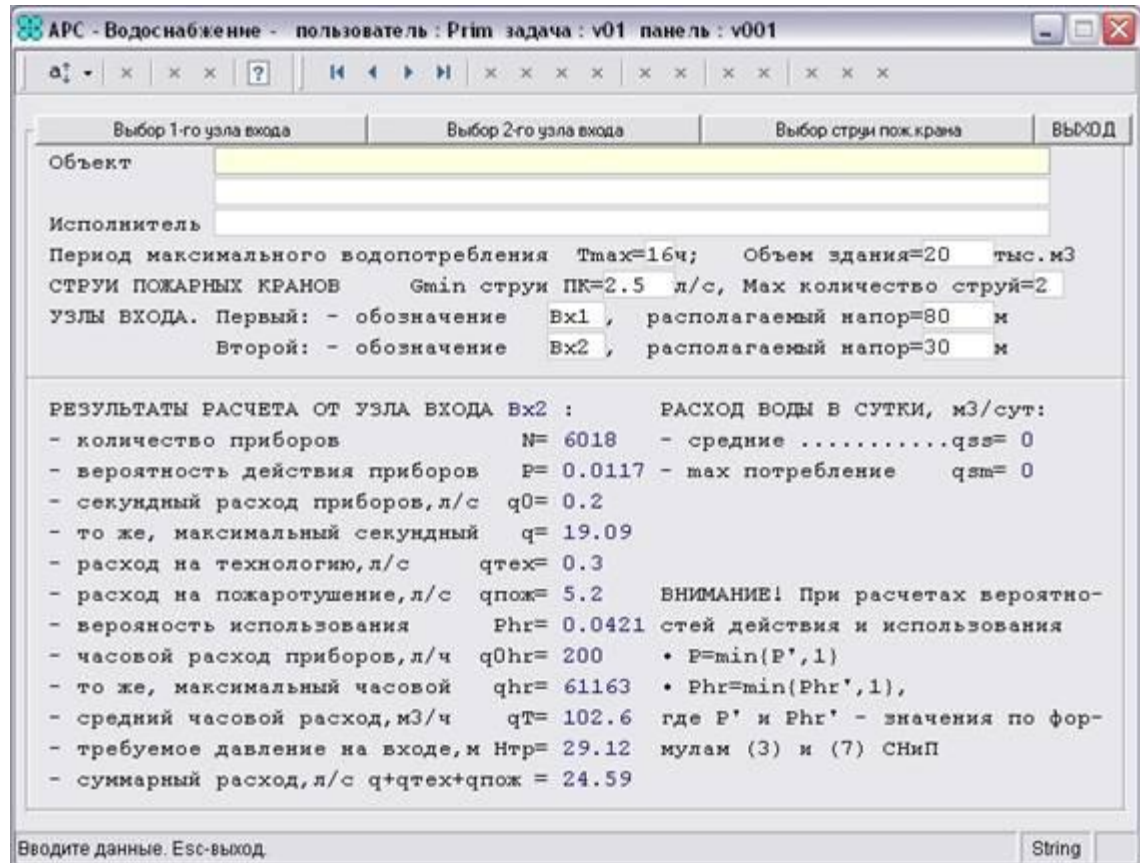 АРС - Водоснабжение - пользователь : Prim задача : v01 панель : v001
Выбор 1-го узла входа Выбор 2-го узла входа Выбор струи пож.крана ВЫХОД
Объект
Исполнитель
Период максимального водопотребления Tmax=16ч; Объем здания=20 тыс.м3
СТРУИ ПОЖАРНЫХ КРАНОВ Gmin струи ПК=2.5 л/с, Мах количество струй=2
УЗЛЫ ВХОДА. Первый: - обозначение Вх1 , располагаемый напор=80 м
Второй: - обозначение Вх2 , располагаемый напор=30 м
РЕЗУЛЬТАТЫ РАСЧЕТА ОТ УЗЛА ВХОДА Вх2 : РАСХОД ВОДЫ В СУТКИ, м3/сут:
- количество приборов N= 6018 - средние ...........qss= 0
- вероятность действия приборов P= 0.0117 - max потребление qsm= 0
- секундный расход приборов,л/с q0= 0.2
- то же, максимальный секундный q= 19.09
- расход на технологию,л/с qтех= 0.3
- расход на пожаротушение,л/с qпож= 5.2 ВНИМАНИЕ! При расчетах вероятно-
- верояность использования Phr= 0.0421 стей действия и использования
- часовой расход приборов,л/ч q0hr= 200 • P=min{P',1}
- то же, максимальный часовой qhr= 61163 • Phr=min{Phr',1},
- средний часовой расход,м3/ч qT= 102.6 где P' и Phr' - значения по фор-
- требуемое давление на входе,м Нтр= 29.12 мулам (3) и (7) СНиП
- суммарный расход,л/с q+qтех+qпож = 24.59
Вводите данные. Esc-выход. String